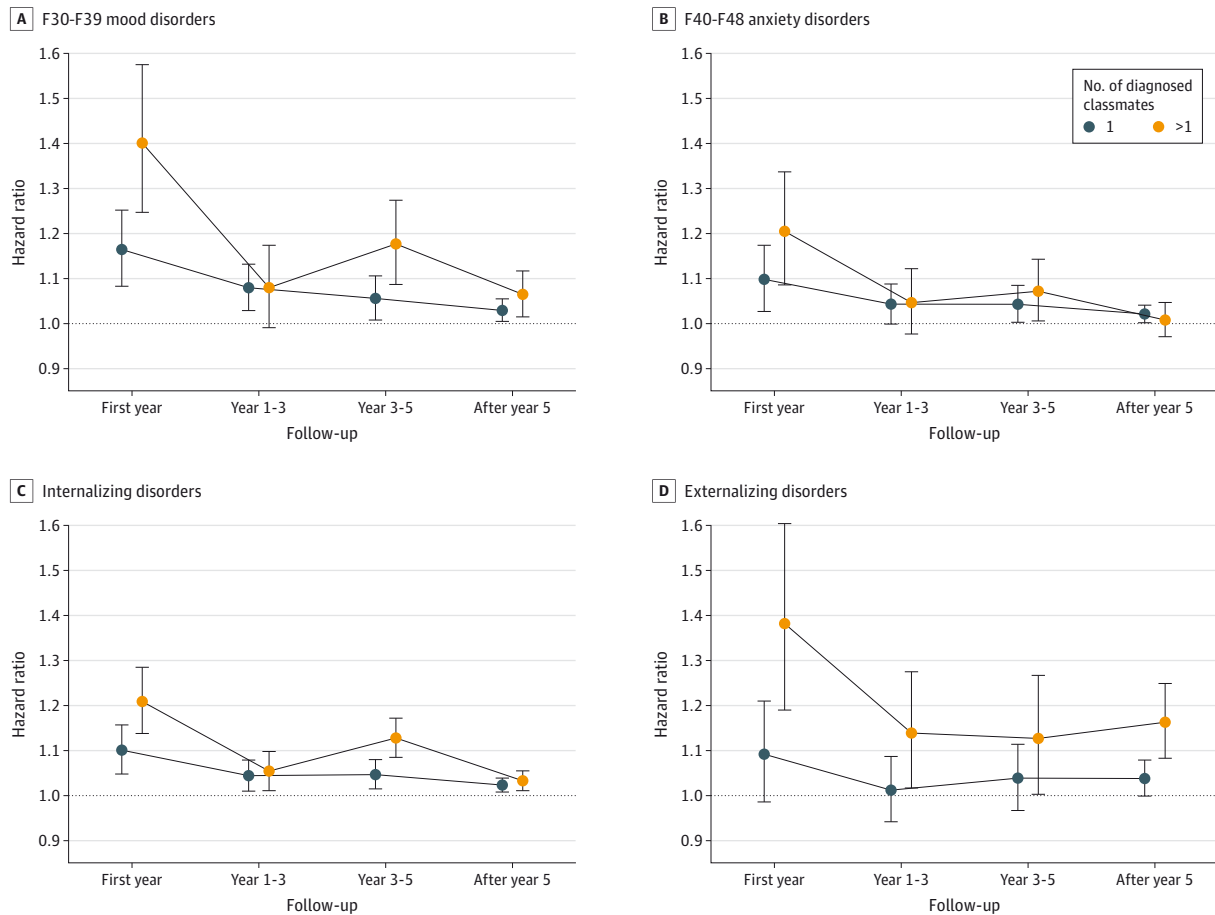 A F30-F39 mood disorders
1.6
1.5
1.4
1.3
1.2
1.1
1.0
0.9
Hazard ratio
First year Year 1-3 Year 3-5 After year 5
Follow-up
B F40-F48 anxiety disorders
1.6
1.5
1.4
1.3
1.2
1.1
1.0
0.9
Hazard ratio
No. of diagnosed
classmates
1 >1
First year Year 1-3 Year 3-5 After year 5
Follow-up
C Internalizing disorders
1.6
1.5
1.4
1.3
1.2
1.1
1.0
0.9
Hazard ratio
First year Year 1-3 Year 3-5 After year 5
Follow-up
D Externalizing disorders
1.6
1.5
1.4
1.3
1.2
1.1
1.0
0.9
Hazard ratio
First year Year 1-3 Year 3-5 After year 5
Follow-up